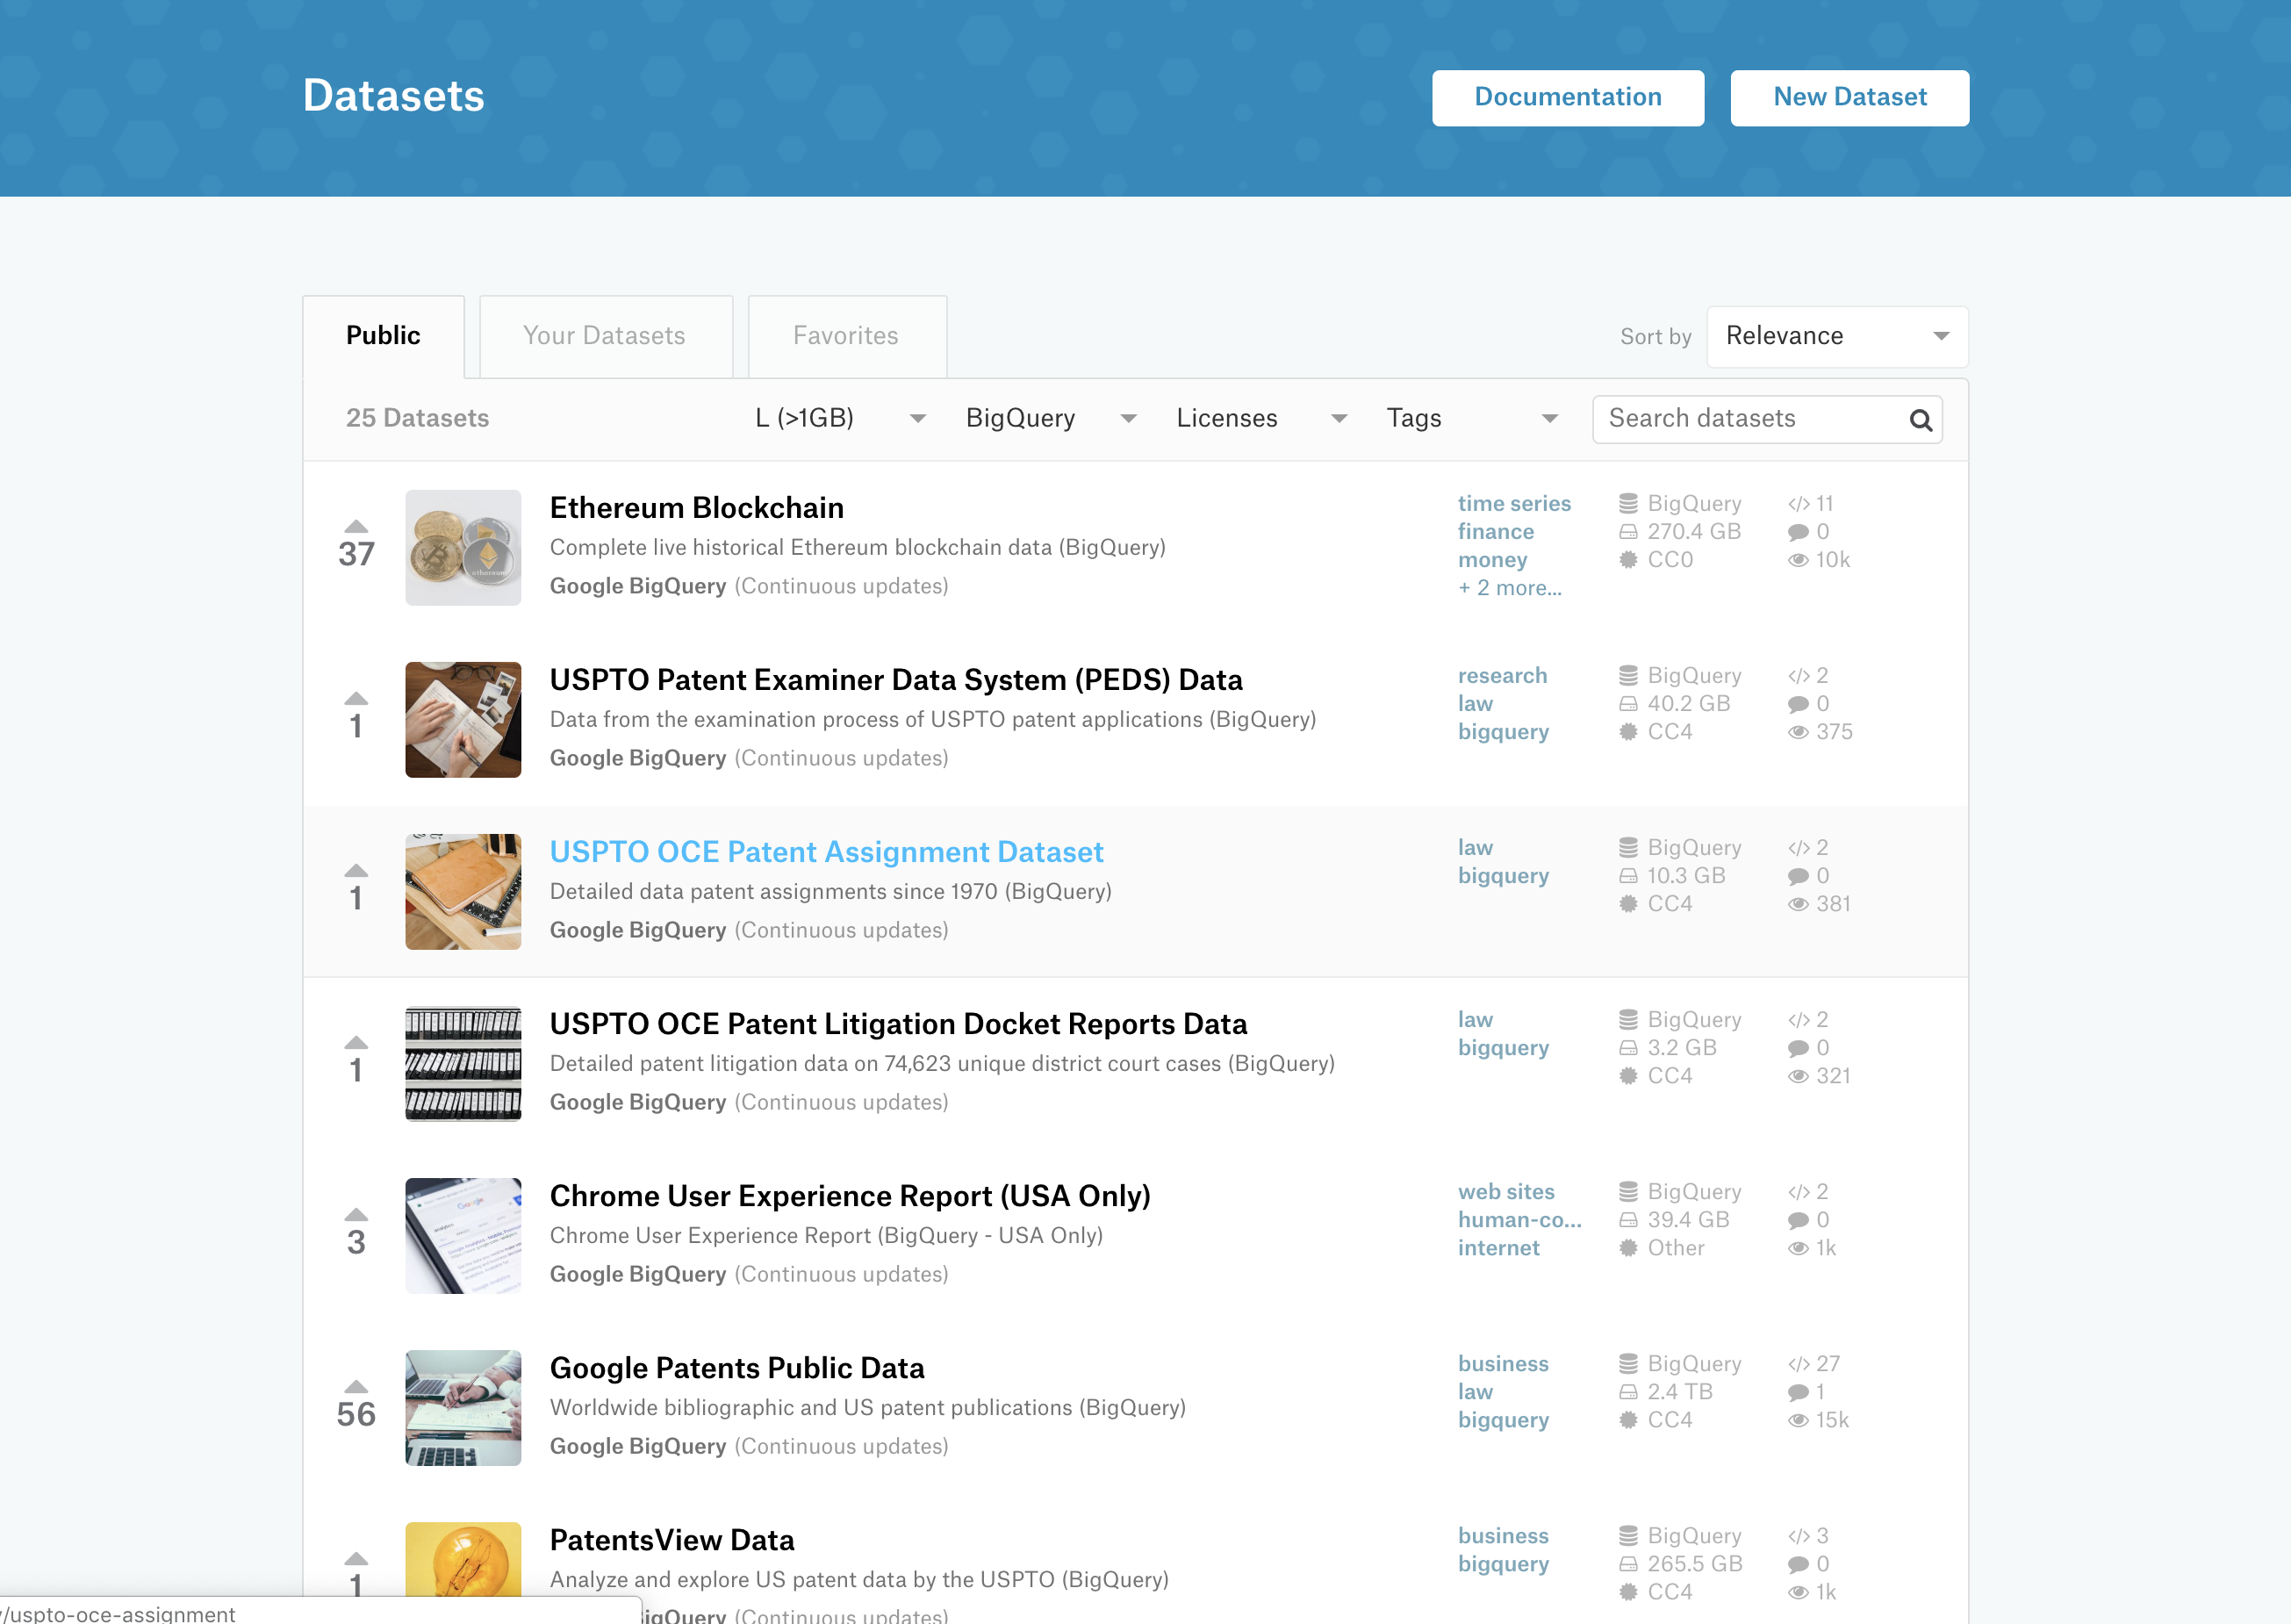 Datasets
Documentation
New Dataset
Public
Your Datasets
Favorites
Sort by
Relevance
25 Datasets
L (>1GB)
BigQuery
Licenses
Tags
Search datasets
37
Ethereum Blockchain
Complete live historical Ethereum blockchain data (BigQuery)
Google BigQuery (Continuous updates)
time series
finance
money
+ 2 more...
BigQuery
270.4 GB
CC0
</> 11
0
10k
1
USPTO Patent Examiner Data System (PEDS) Data
Data from the examination process of USPTO patent applications (BigQuery)
Google BigQuery (Continuous updates)
research
law
bigquery
BigQuery
40.2 GB
CC4
</> 2
0
375
1
USPTO OCE Patent Assignment Dataset
Detailed data patent assignments since 1970 (BigQuery)
Google BigQuery (Continuous updates)
law
bigquery
BigQuery
10.3 GB
CC4
</> 2
0
381
1
USPTO OCE Patent Litigation Docket Reports Data
Detailed patent litigation data on 74,623 unique district court cases (BigQuery)
Google BigQuery (Continuous updates)
law
bigquery
BigQuery
3.2 GB
CC4
</> 2
0
321
3
Chrome User Experience Report (USA Only)
Chrome User Experience Report (BigQuery - USA Only)
Google BigQuery (Continuous updates)
web sites
human-co...
internet
BigQuery
39.4 GB
Other
</> 2
0
1k
56
Google Patents Public Data
Worldwide bibliographic and US patent publications (BigQuery)
Google BigQuery (Continuous updates)
business
law
bigquery
BigQuery
2.4 TB
CC4
</> 27
1
15k
1
PatentsView Data
Analyze and explore US patent data by the USPTO (BigQuery)
igQuery (Continuous updates)
business
bigquery
BigQuery
265.5 GB
CC4
</> 3
0
1k
/uspto-oce-assignment